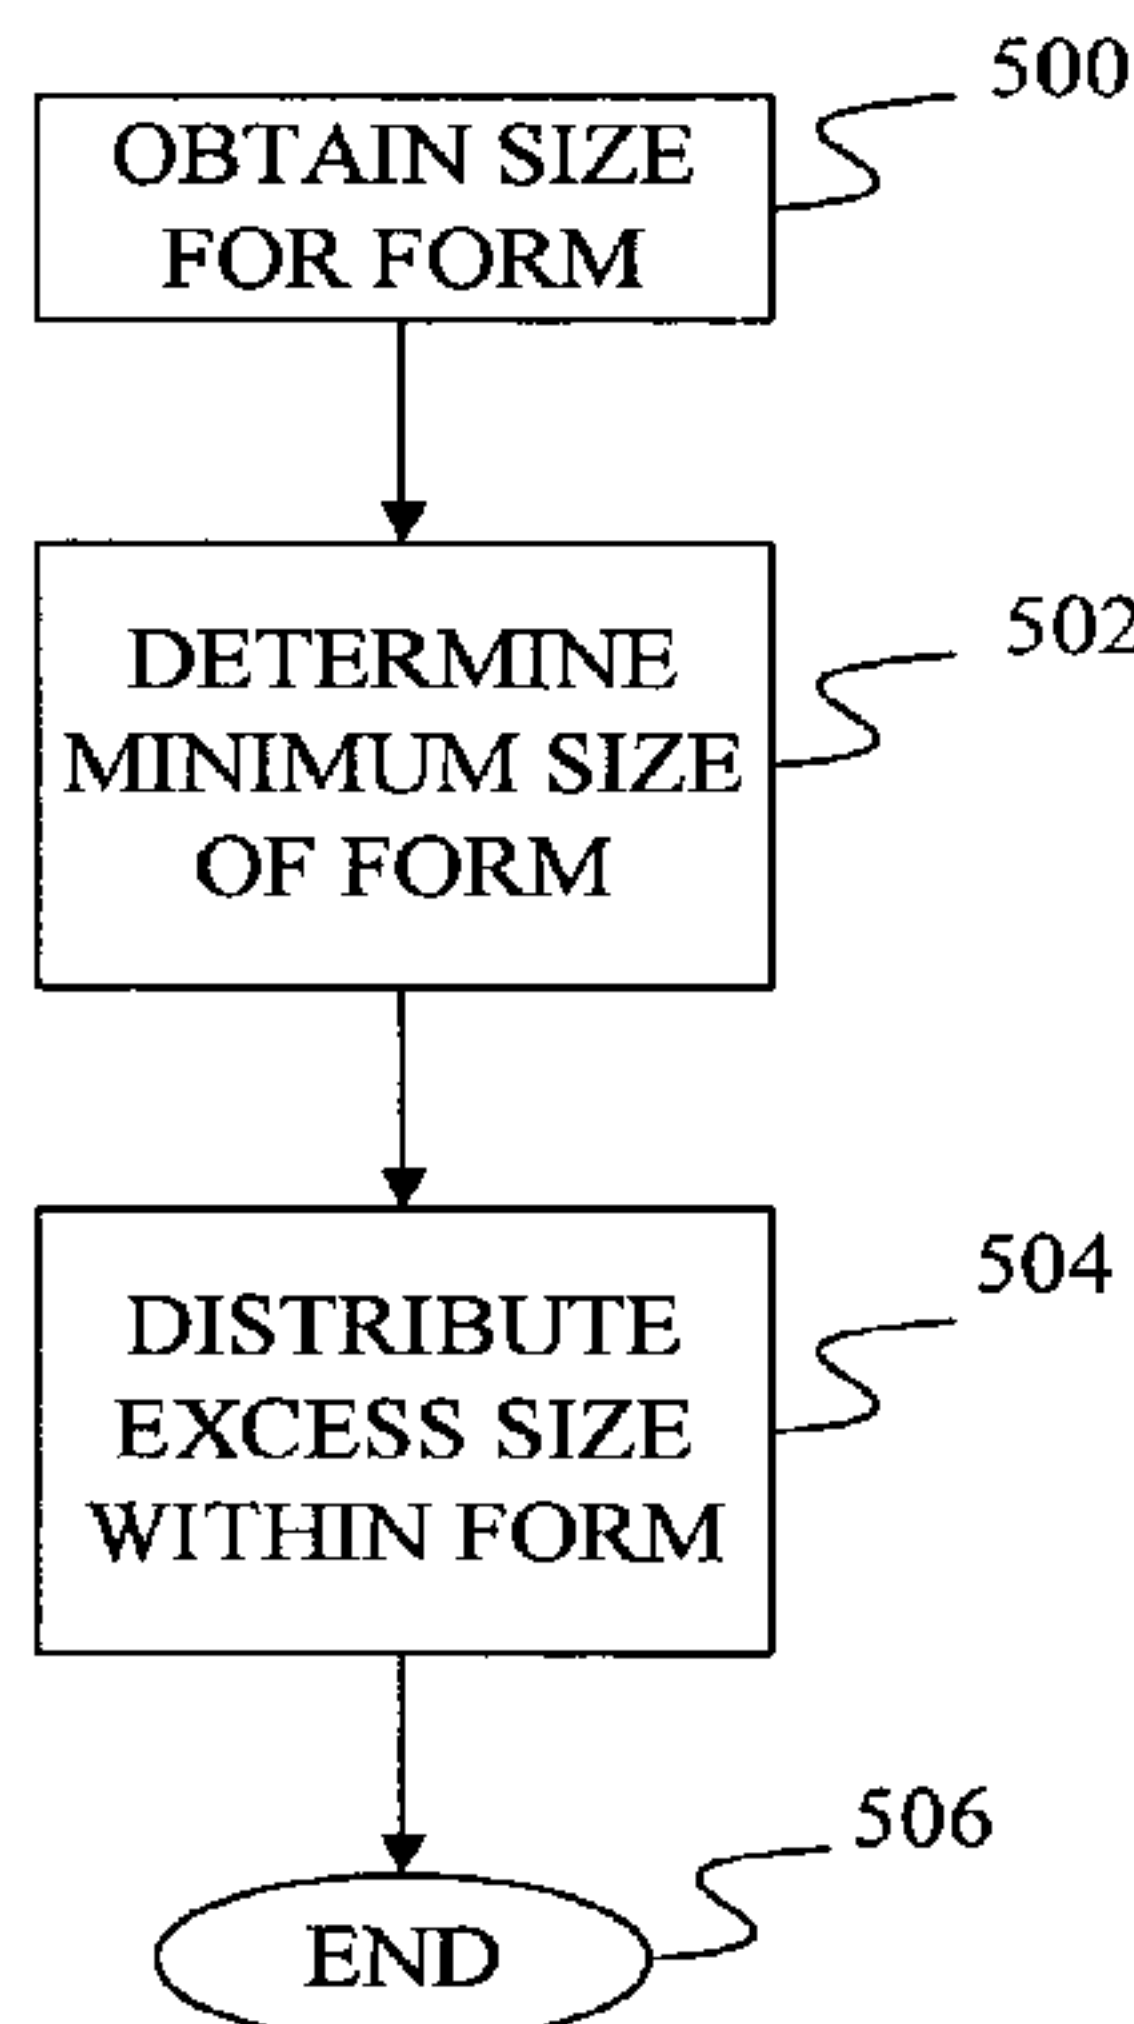 500
OBTAIN SIZE
FOR FORM
502
DETERMINE
MINIMUM SIZE
OF FORM
504
DISTRIBUTE
EXCESS SIZE
WITHIN FORM
506
END